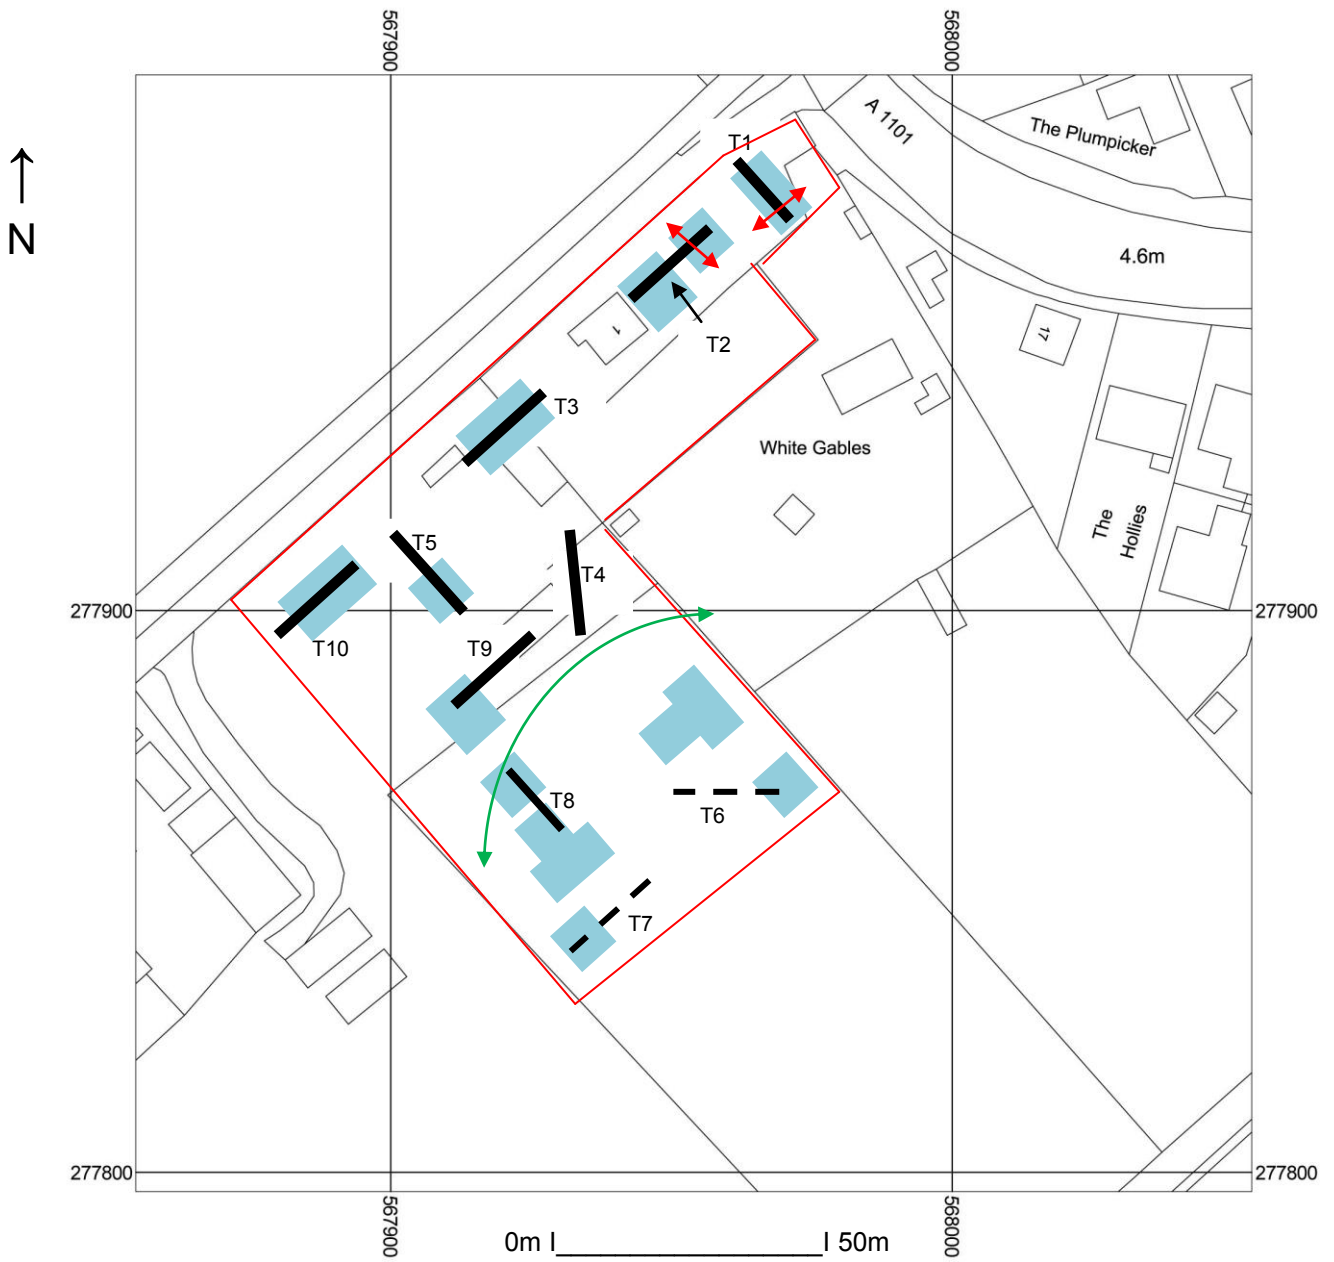 567900
568000
A 1101
The Plumpicker
T1
N
4.6m
17
1
T2
T3
White Gables
The
Hollies
T5
T4
277900
277900
T10
T9
T8
T6
T7
277800
277800
567900
568000
0m I____________________I 50m